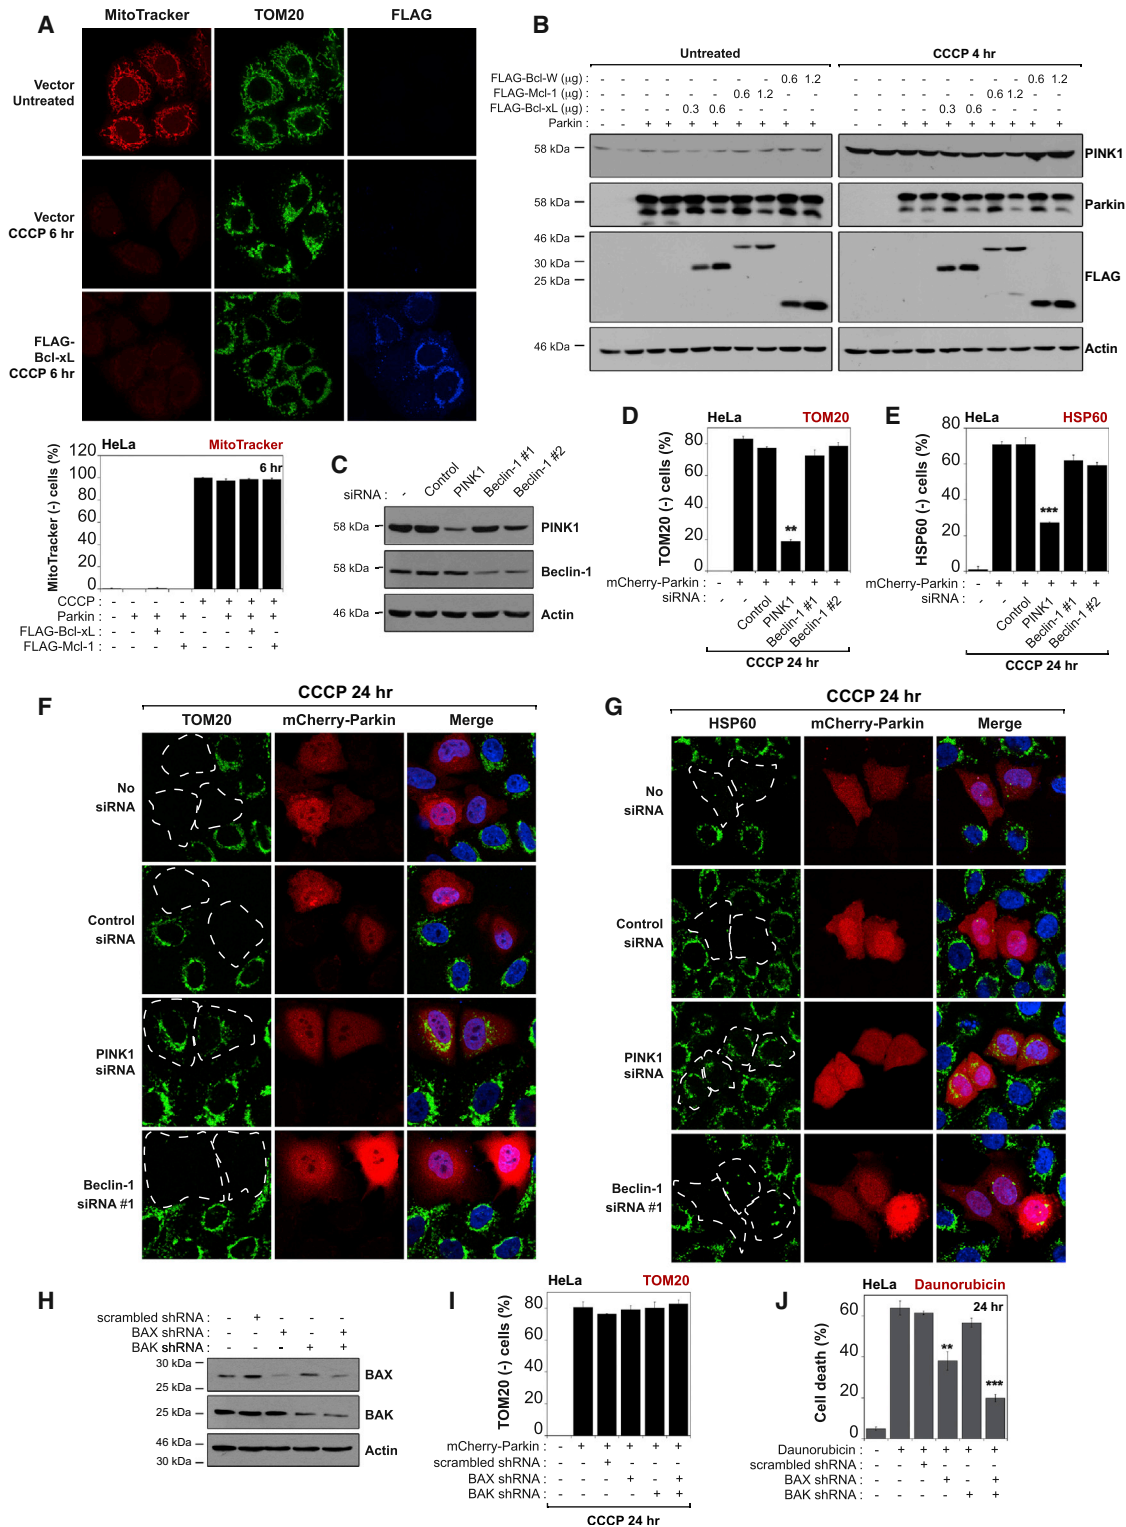 A
MitoTracker TOM20 FLAG
Vector
Untreated
Vector
CCCP 6 hr
FLAG-
Bcl-xL
CCCP 6 hr
HeLa MitoTracker
6 hr
MitoTracker (-) cells (%)
120
100
80
60
40
20
0
CCCP : - - - - + + + +
Parkin : - + + + - + + +
FLAG-Bcl-xL : - - + - - - + -
FLAG-Mcl-1 : - - - + - - - +
B
Untreated CCCP 4 hr
FLAG-Bcl-W (µg) : - - - - - - - - 0.6 1.2 - - - - - - - - 0.6 1.2
FLAG-Mcl-1 (µg) : - - - - - - 0.6 1.2 - - - - - - - - 0.6 1.2 - -
FLAG-Bcl-xL (µg) : - - - - 0.3 0.6 - - - - - - - - 0.3 0.6 - - - -
Parkin : - - + + + + + + + + - - + + + + + + + +
58 kDa PINK1
58 kDa Parkin
46 kDa
30 kDa
25 kDa
FLAG
46 kDa Actin
C
siRNA : - Control PINK1 Beclin-1 #1 Beclin-1 #2
58 kDa PINK1
58 kDa Beclin-1
46 kDa Actin
D
HeLa TOM20
TOM20 (-) cells (%)
80
60
40
20
0
**
mCherry-Parkin : - + + + + +
siRNA : - - Control PINK1 Beclin-1 #1 Beclin-1 #2
CCCP 24 hr
E
HeLa HSP60
HSP60 (-) cells (%)
80
60
40
20
0
***
mCherry-Parkin : - + + + + +
siRNA : - - Control PINK1 Beclin-1 #1 Beclin-1 #2
CCCP 24 hr
F
CCCP 24 hr
TOM20 mCherry-Parkin Merge
No
siRNA
Control
siRNA
PINK1
siRNA
Beclin-1
siRNA #1
G
CCCP 24 hr
HSP60 mCherry-Parkin Merge
No
siRNA
Control
siRNA
PINK1
siRNA
Beclin-1
siRNA #1
H
scrambled shRNA : - + - - -
BAX shRNA : - - + - +
BAK shRNA : - - - + +
30 kDa
25 kDa
BAX
25 kDa BAK
46 kDa
30 kDa
Actin
I
HeLa TOM20
TOM20 (-) cells (%)
80
60
40
20
0
mCherry-Parkin : - + + + + +
scrambled shRNA : - - + - - -
BAX shRNA : - - - + - +
BAK shRNA : - - - - + +
CCCP 24 hr
J
HeLa Daunorubicin
24 hr
Cell death (%)
60
40
20
0
**
***
Daunorubicin : - + + + + +
scrambled shRNA : - - + - - -
BAX shRNA : - - - + - +
BAK shRNA : - - - - + +